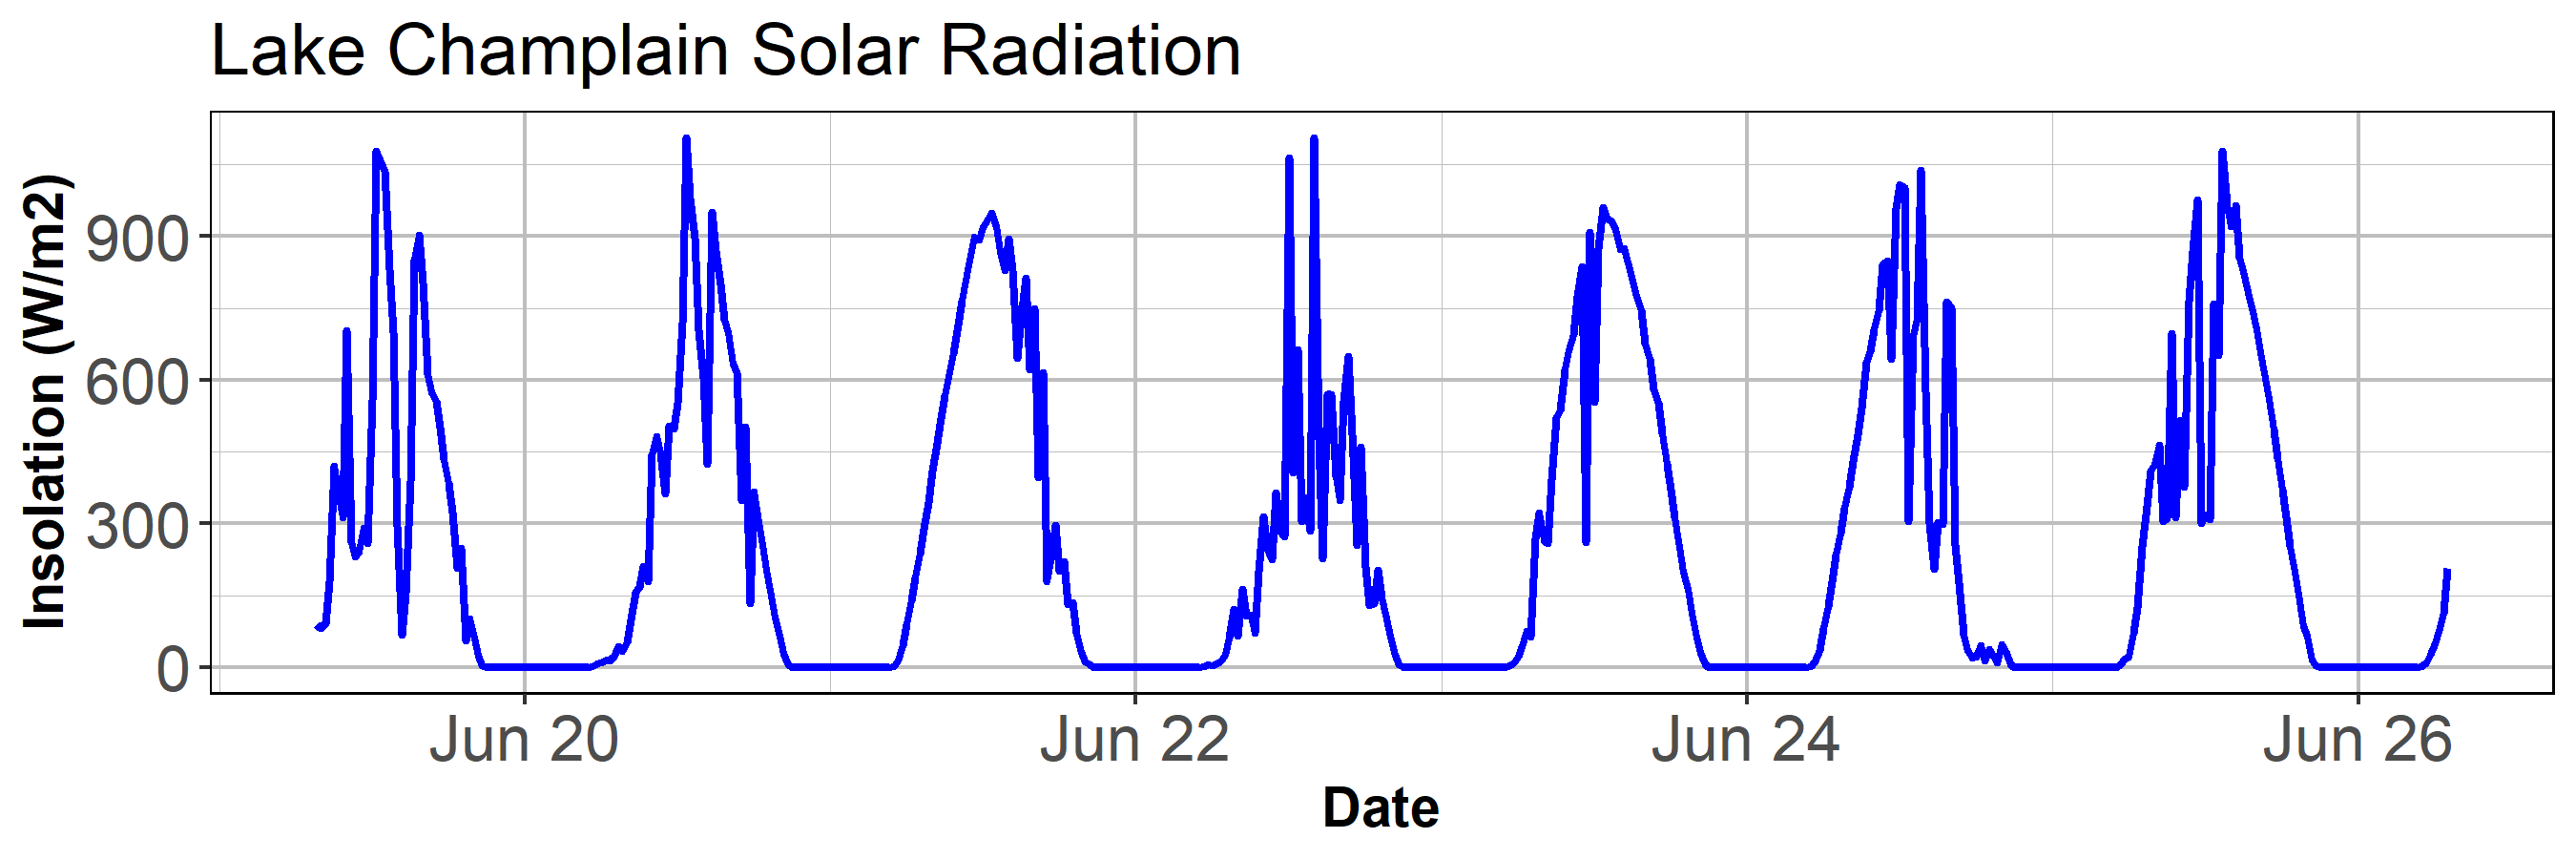 Lake Champlain Solar Radiation
Insolation (W/m2)
900
600
300
0
Jun 20 Jun 22 Jun 24 Jun 26
Date